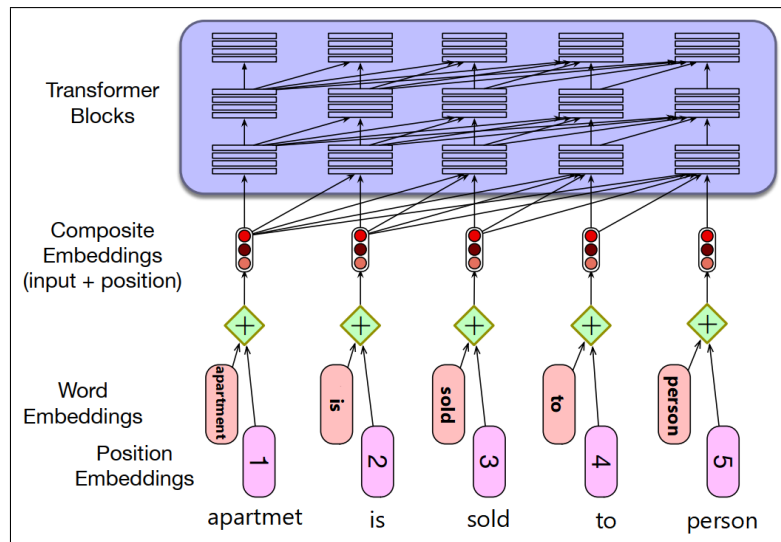 Transformer
Blocks
Composite
Embeddings
(input + position)
+ + + + +
Word
Embeddings
apartment is sold to person
Position
Embeddings
1 2 3 4 5
apartmet is sold to person